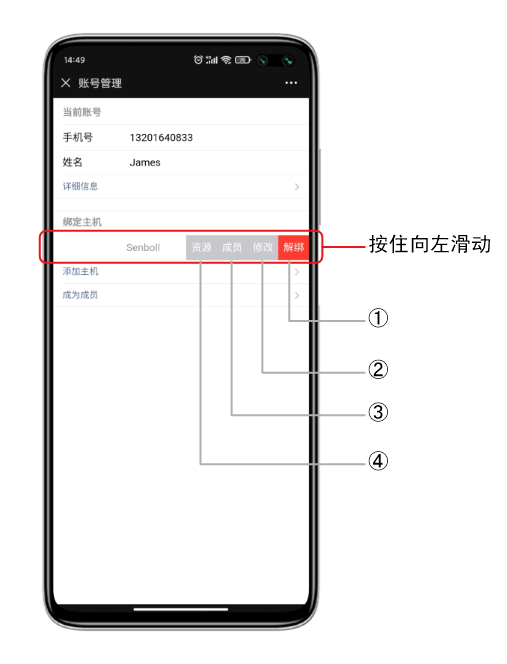 14:49
× 账号管理 ···
当前账号
手机号 13201640833
姓名 James
详细信息 >
绑定主机
Senboll 资源 成员 修改 解绑
按住向左滑动
添加主机 >
成为成员 >
①
②
③
④